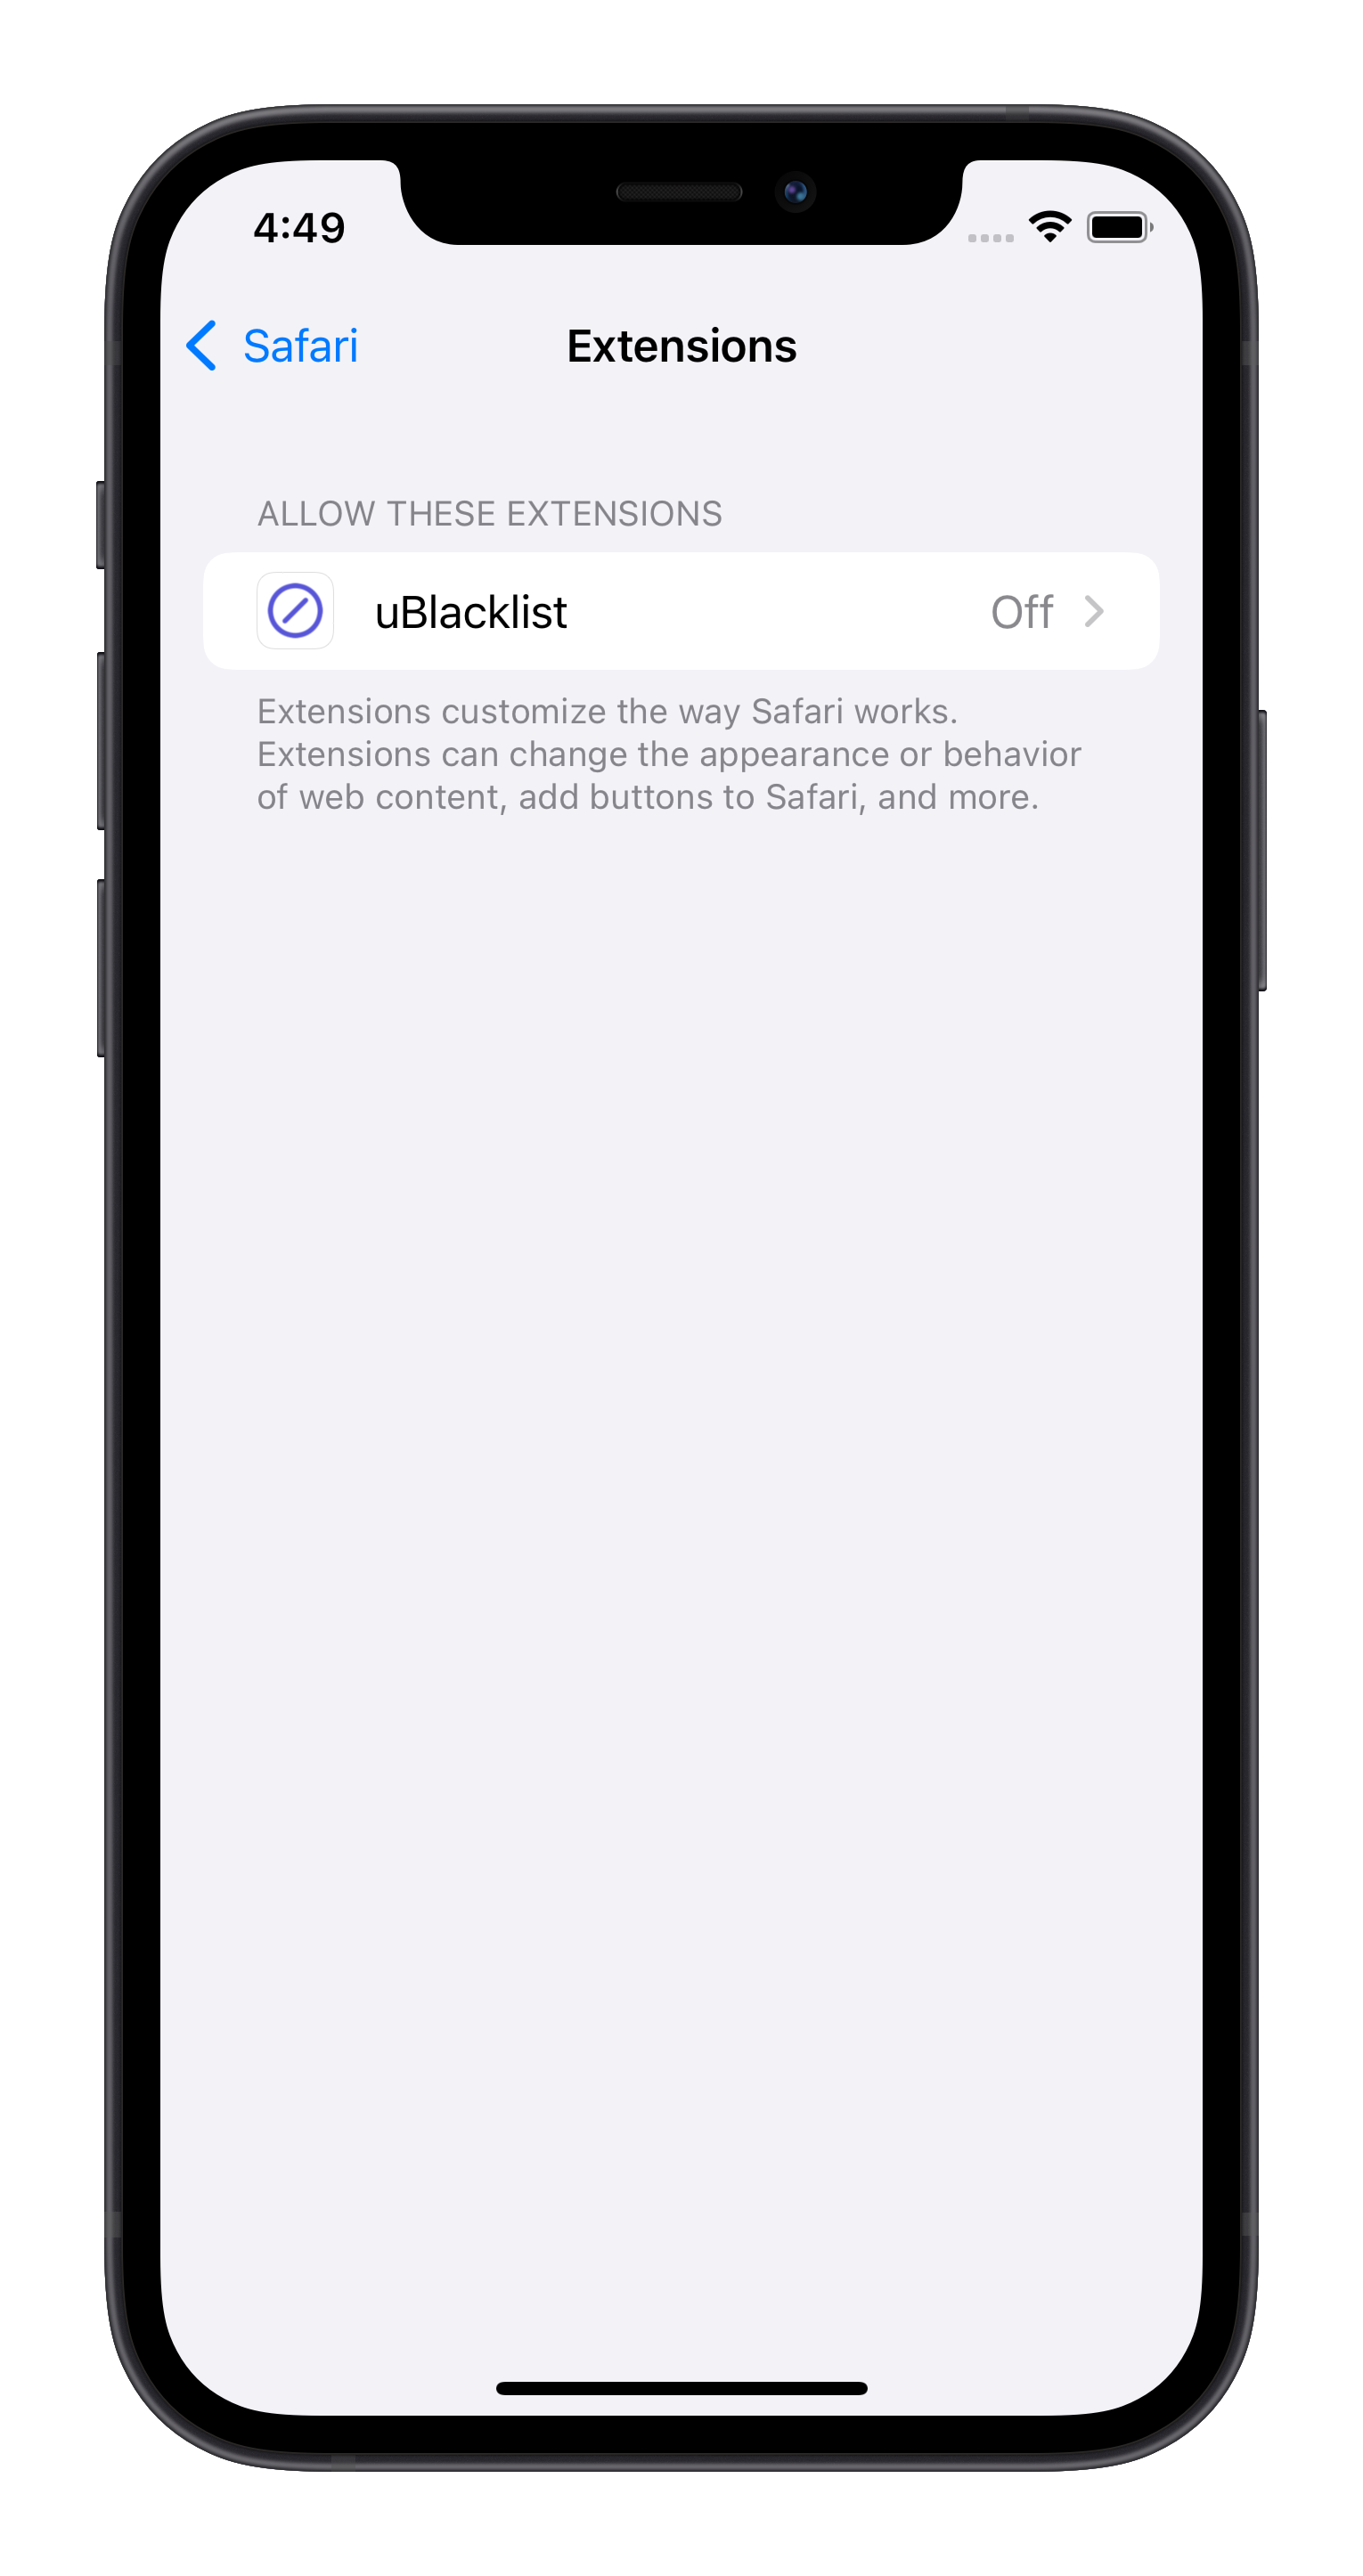 4:49
Safari
Extensions
ALLOW THESE EXTENSIONS
uBlacklist
Off
Extensions customize the way Safari works.
Extensions can change the appearance or behavior
of web content, add buttons to Safari, and more.